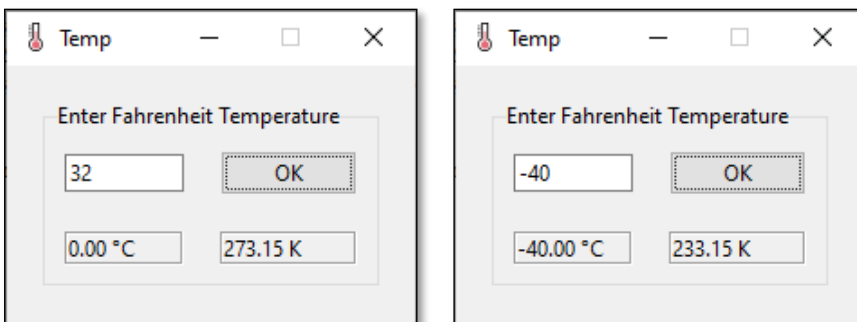 Temp
Enter Fahrenheit Temperature
32 OK
0.00 °C 273.15 K
Temp
Enter Fahrenheit Temperature
-40 OK
-40.00 °C 233.15 K